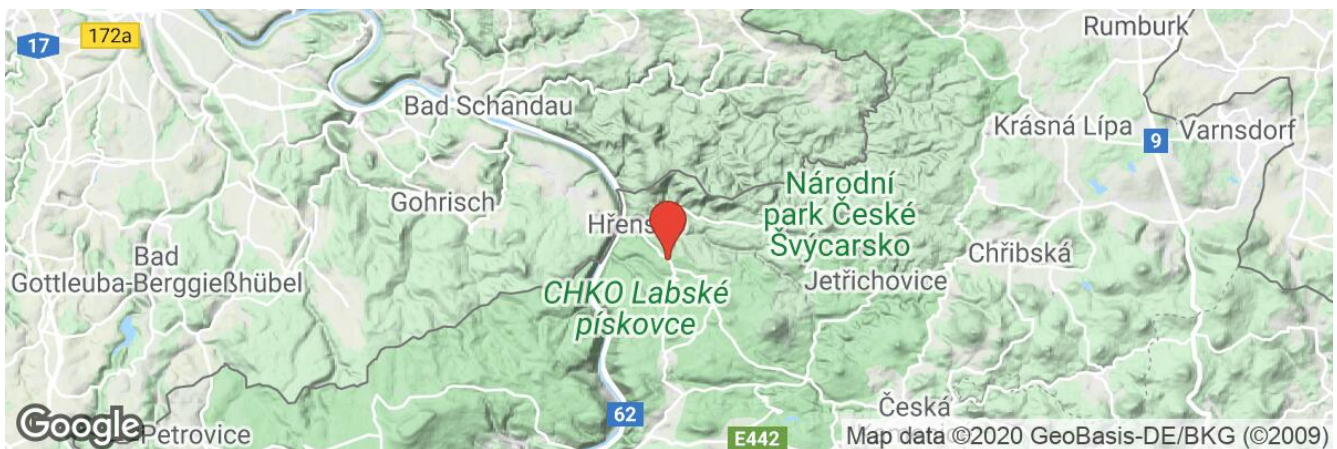 Rumburk
17
172a
Bad Schandau
Krásná Lípa
9
Varnsdorf
Gohrisch
Národní
park České
Švýcarsko
Hřensko
Chřibská
Bad
Gottleuba-Berggießhübel
Jetřichovice
CHKO Labské
pískovce
62
Česká
Google
Petrovice
E442
Map data ©2020 GeoBasis-DE/BKG (©2009)